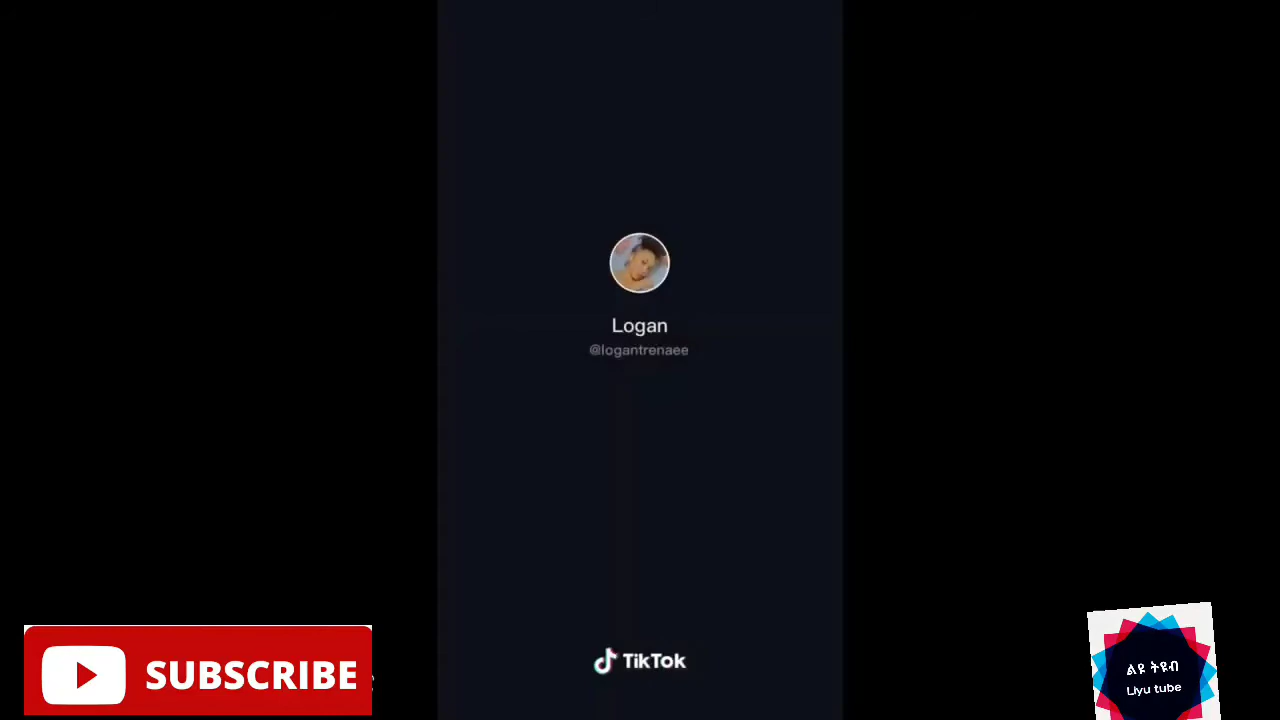 Logan
@logantrenaee
TikTok
SUBSCRIBE
ልዩ ትዩብ
Liyu tube